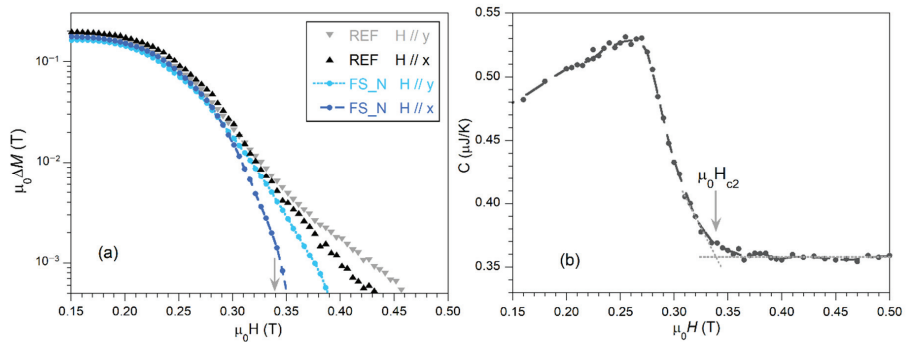 10⁻¹
10⁻²
10⁻³
μ₀ΔM (T)
REF H // y
REF H // x
FS_N H // y
FS_N H // x
(a)
0.15 0.20 0.25 0.30 0.35 0.40 0.45 0.50
μ₀H (T)
0.55
0.50
0.45
0.40
0.35
C (μJ/K)
μ₀H_c2
(b)
0.15 0.20 0.25 0.30 0.35 0.40 0.45 0.50
μ₀H (T)